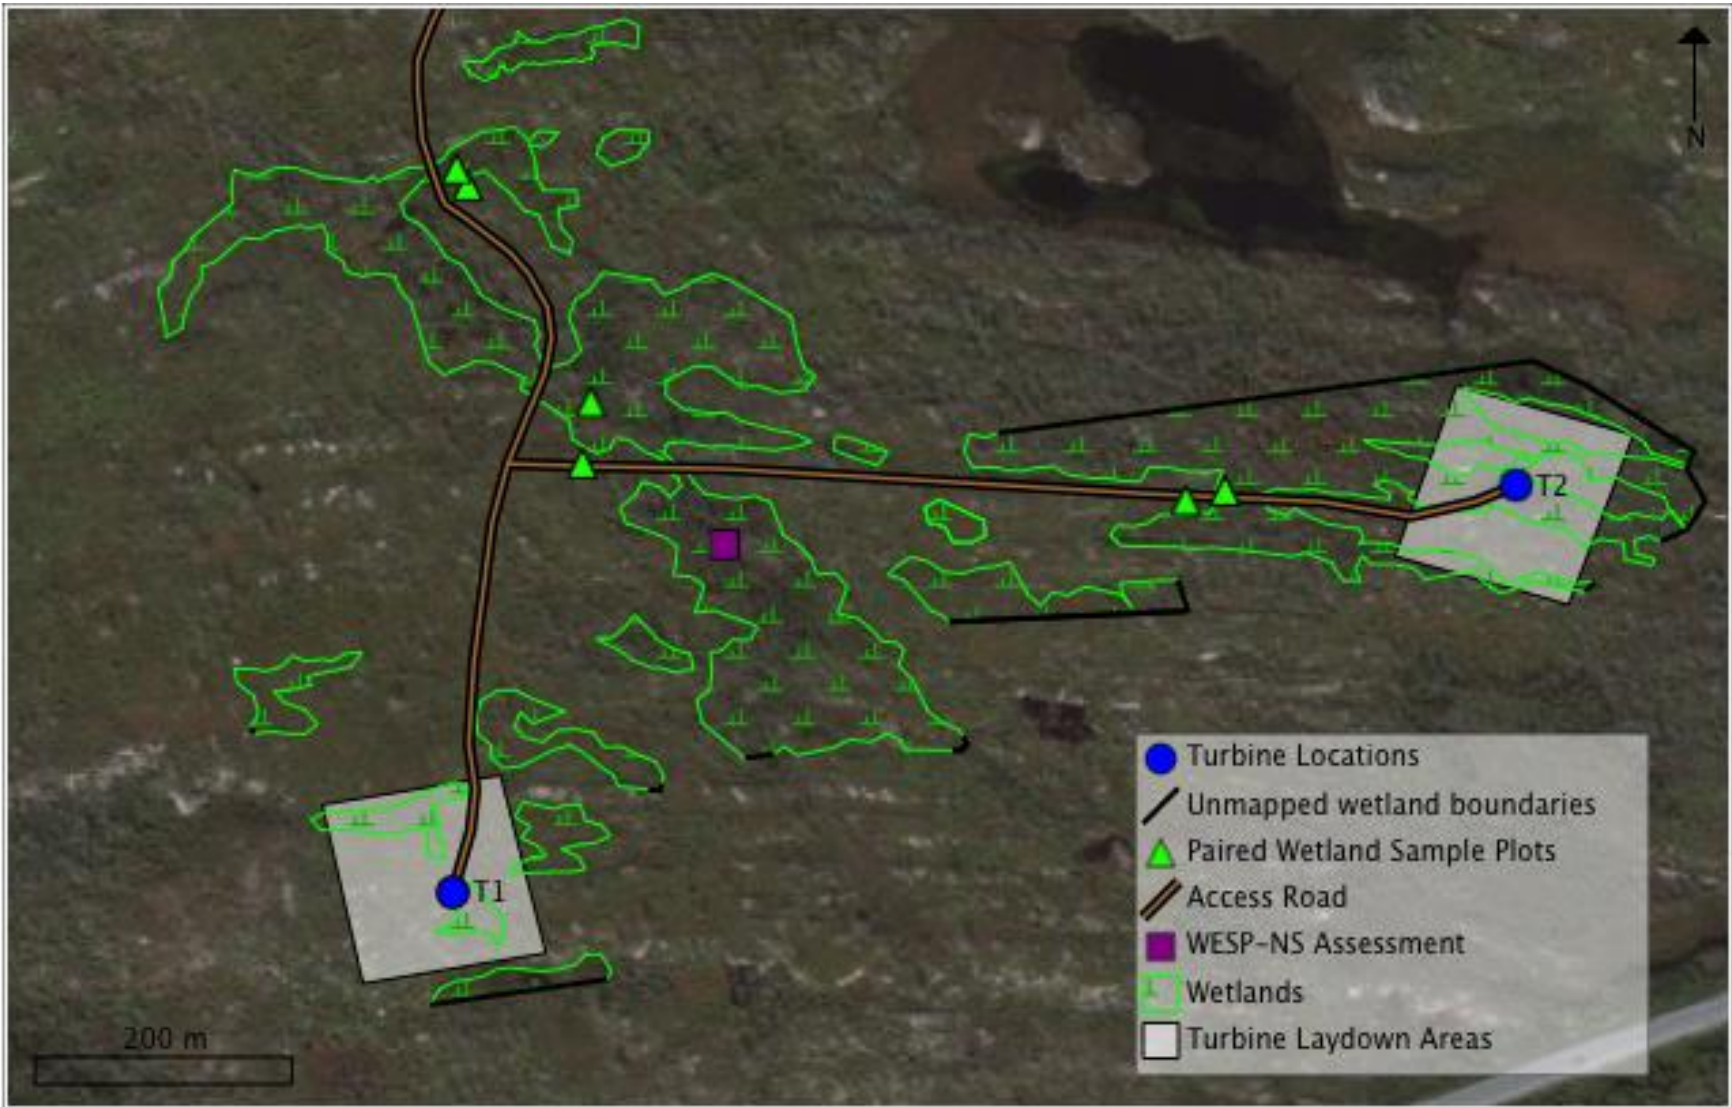 N
T2
T1
Turbine Locations
Unmapped wetland boundaries
Paired Wetland Sample Plots
Access Road
WESP-NS Assessment
Wetlands
Turbine Laydown Areas
200 m